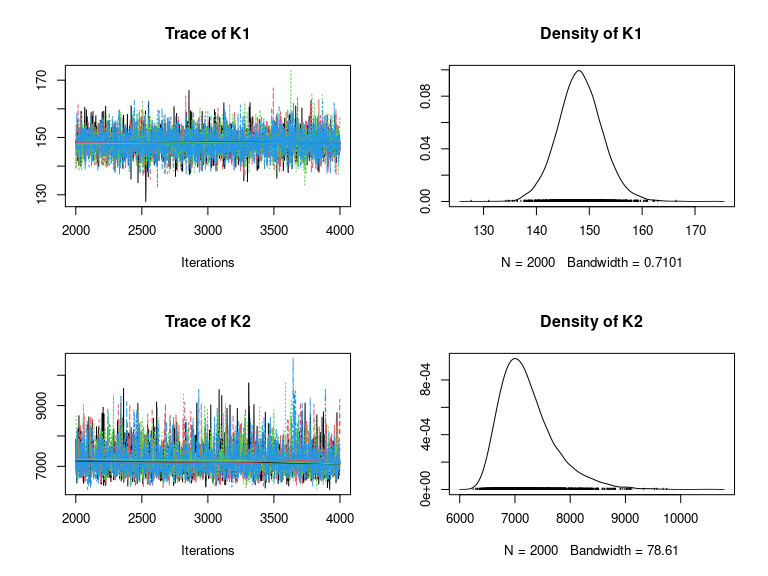 Trace of K1
170
150
130
2000 2500 3000 3500 4000
Iterations
Density of K1
0.08
0.04
0.00
130 140 150 160 170
N = 2000 Bandwidth = 0.7101
Trace of K2
9000
7000
2000 2500 3000 3500 4000
Iterations
Density of K2
8e-04
4e-04
0e+00
6000 7000 8000 9000 10000
N = 2000 Bandwidth = 78.61